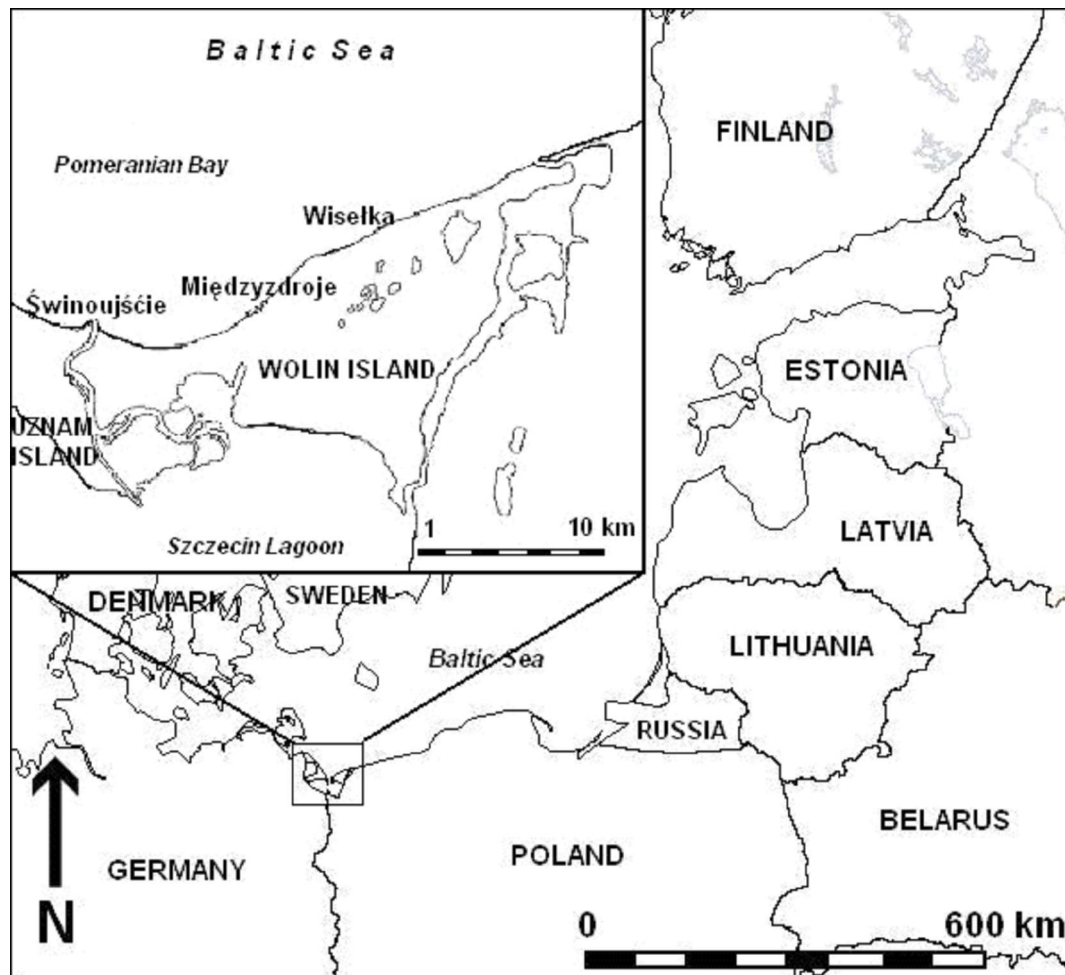 Baltic Sea
Pomeranian Bay
Wisełka
Międzyzdroje
Świnoujśćie
WOLIN ISLAND
UZNAM
ISLAND
1 10 km
Szczecin Lagoon
FINLAND
ESTONIA
LATVIA
DENMARK
SWEDEN
LITHUANIA
Baltic Sea
RUSSIA
BELARUS
POLAND
GERMANY
N
0 600 km